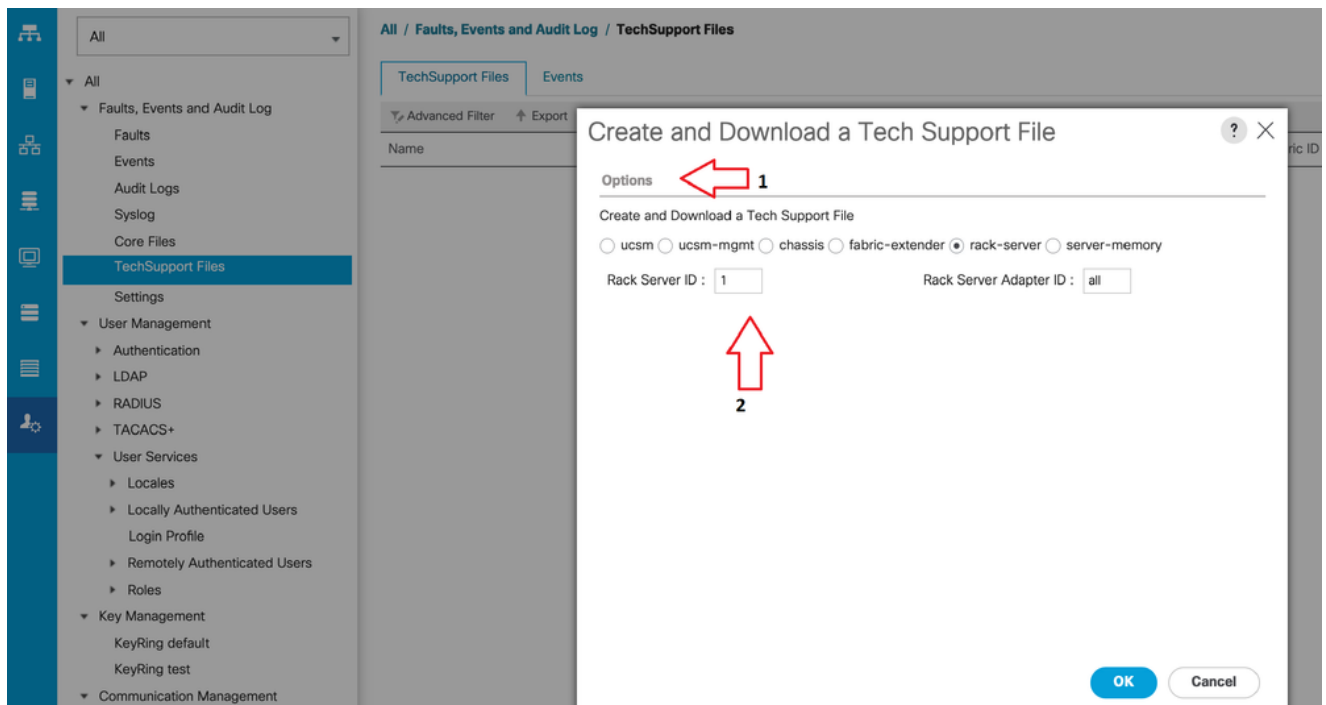 All
All
Faults, Events and Audit Log
Faults
Events
Audit Logs
Syslog
Core Files
TechSupport Files
Settings
User Management
Authentication
LDAP
RADIUS
TACACS+
User Services
Locales
Locally Authenticated Users
Login Profile
Remotely Authenticated Users
Roles
Key Management
KeyRing default
KeyRing test
Communication Management
All / Faults, Events and Audit Log / TechSupport Files
TechSupport Files Events
Advanced Filter Export
Name ric ID
Create and Download a Tech Support File ?
Options 1
Create and Download a Tech Support File
ucsm ucsm-mgmt chassis fabric-extender rack-server server-memory
Rack Server ID : 1 Rack Server Adapter ID : all
2
OK Cancel